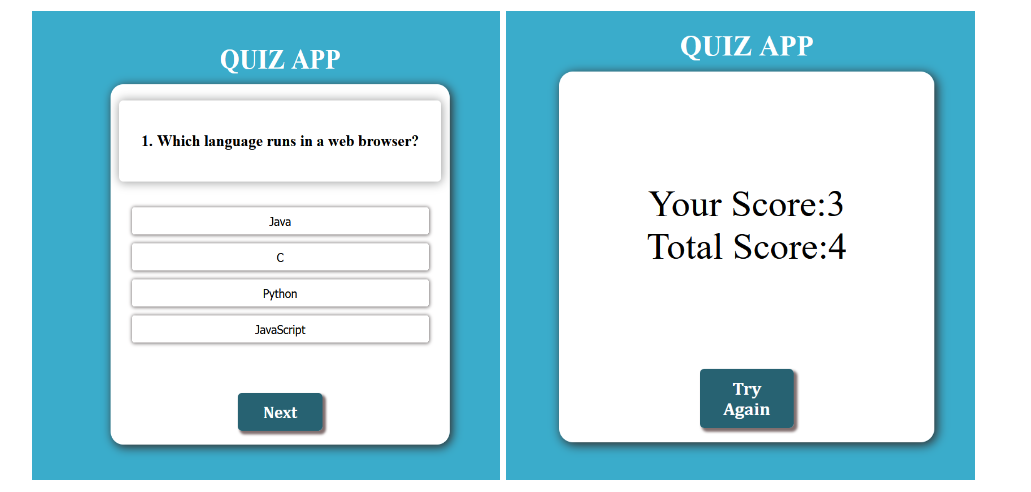 QUIZ APP
1. Which language runs in a web browser?
Java
C
Python
JavaScript
Next
QUIZ APP
Your Score:3
Total Score:4
Try
Again